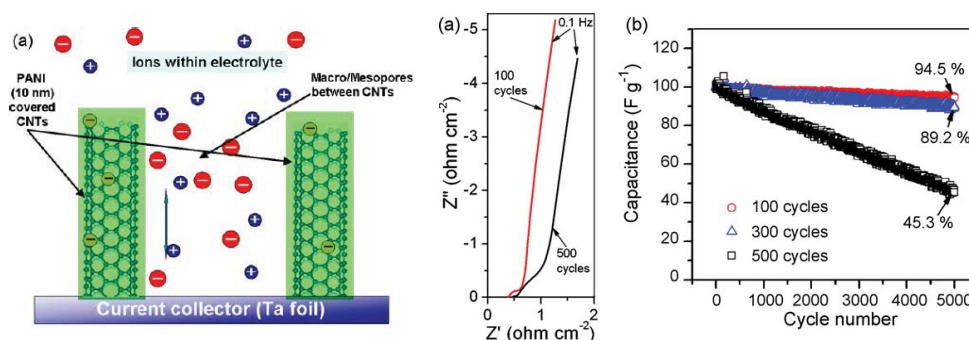 (a)
Ions within electrolyte
PANI
(10 nm)
covered
CNTs
Macro/Mesopores
between CNTs
Current collector (Ta foil)
(a)
-5
-4
-3
-2
-1
0
0
1
2
0.1 Hz
100
cycles
500
cycles
Z'' (ohm cm⁻²)
Z' (ohm cm⁻²)
(b)
120
100
80
60
40
20
0
0 1000 2000 3000 4000 5000
94.5 %
89.2 %
45.3 %
100 cycles
300 cycles
500 cycles
Capacitance (F g⁻¹)
Cycle number